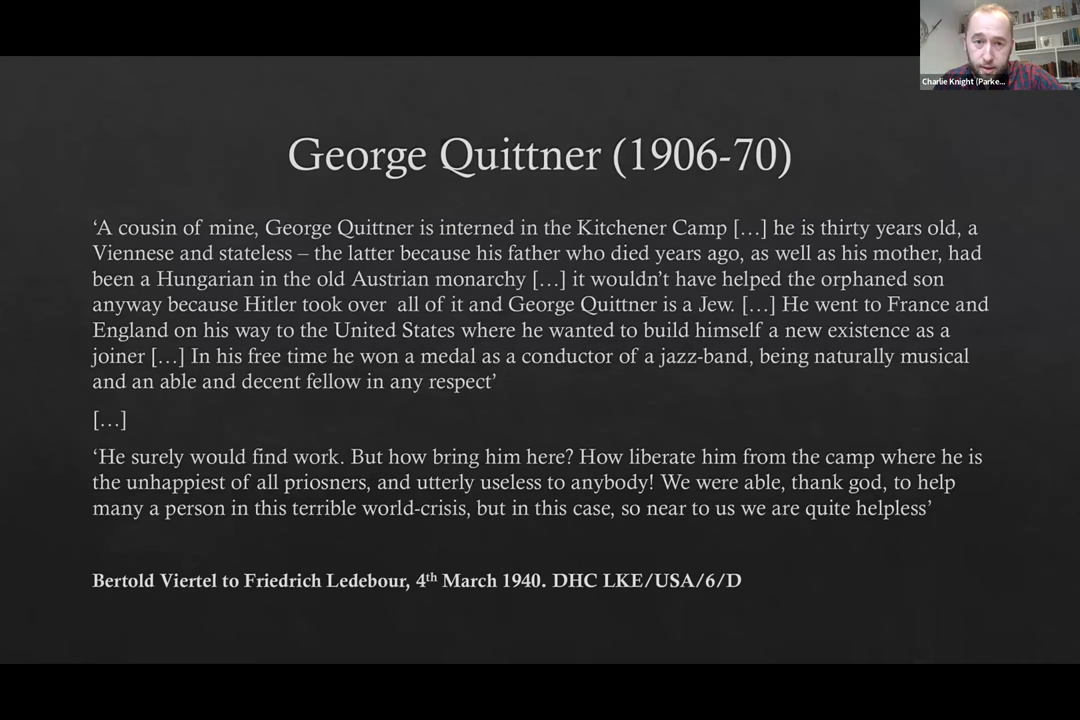 Charlie Knight (Parke...
George Quittner (1906-70)
‘A cousin of mine, George Quittner is interned in the Kitchener Camp […] he is thirty years old, a
Viennese and stateless – the latter because his father who died years ago, as well as his mother, had
been a Hungarian in the old Austrian monarchy […] it wouldn’t have helped the orphaned son
anyway because Hitler took over  all of it and George Quittner is a Jew. […] He went to France and
England on his way to the United States where he wanted to build himself a new existence as a
joiner […] In his free time he won a medal as a conductor of a jazz-band, being naturally musical
and an able and decent fellow in any respect’
[…]
‘He surely would find work. But how bring him here? How liberate him from the camp where he is
the unhappiest of all priosners, and utterly useless to anybody! We were able, thank god, to help
many a person in this terrible world-crisis, but in this case, so near to us we are quite helpless’
Bertold Viertel to Friedrich Ledebour, 4th March 1940. DHC LKE/USA/6/D